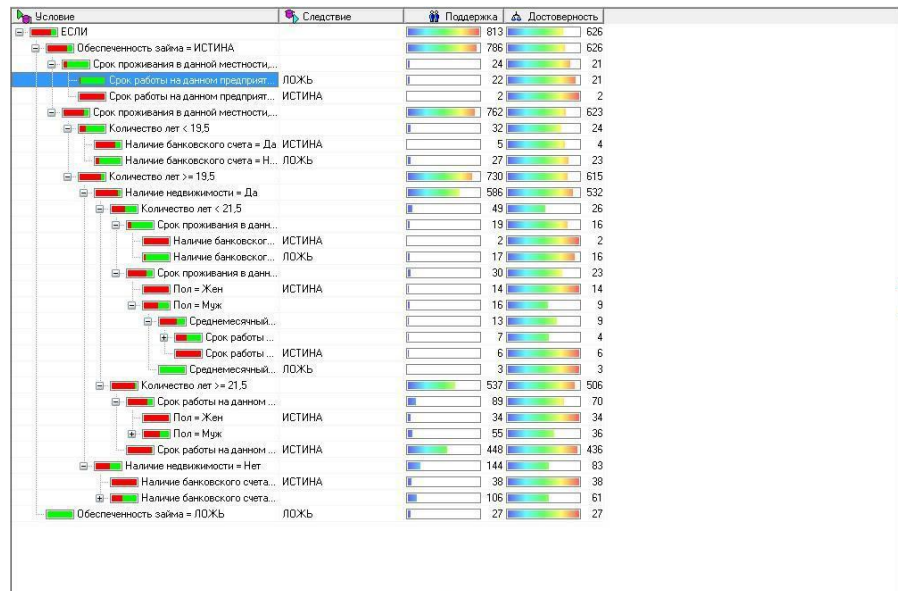 Условие Следствие Поддержка Достоверность
ЕСЛИ 813 626
Обеспеченность займа = ИСТИНА 786 626
Срок проживания в данной местности,... 24 21
Срок работы на данном предприят... ЛОЖЬ 22 21
Срок работы на данном предприят... ИСТИНА 2 2
Срок проживания в данной местности,... 762 623
Количество лет < 19,5 32 24
Наличие банковского счета = Да ИСТИНА 5 4
Наличие банковского счета = Н... ЛОЖЬ 27 23
Количество лет >= 19,5 730 615
Наличие недвижимости = Да 586 532
Количество лет < 21,5 49 26
Срок проживания в данн... 19 16
Наличие банковског... ИСТИНА 2 2
Наличие банковског... ЛОЖЬ 17 16
Срок проживания в данн... 30 23
Пол = Жен ИСТИНА 14 14
Пол = Муж 16 9
Среднемесячный... 13 9
Срок работы ... 7 4
Срок работы ... ИСТИНА 6 6
Среднемесячный... ЛОЖЬ 3 3
Количество лет >= 21,5 537 506
Срок работы на данном ... 89 70
Пол = Жен ИСТИНА 34 34
Пол = Муж 55 36
Срок работы на данном ... ИСТИНА 448 436
Наличие недвижимости = Нет 144 83
Наличие банковского счета... ИСТИНА 38 38
Наличие банковского счета... 106 61
Обеспеченность займа = ЛОЖЬ ЛОЖЬ 27 27